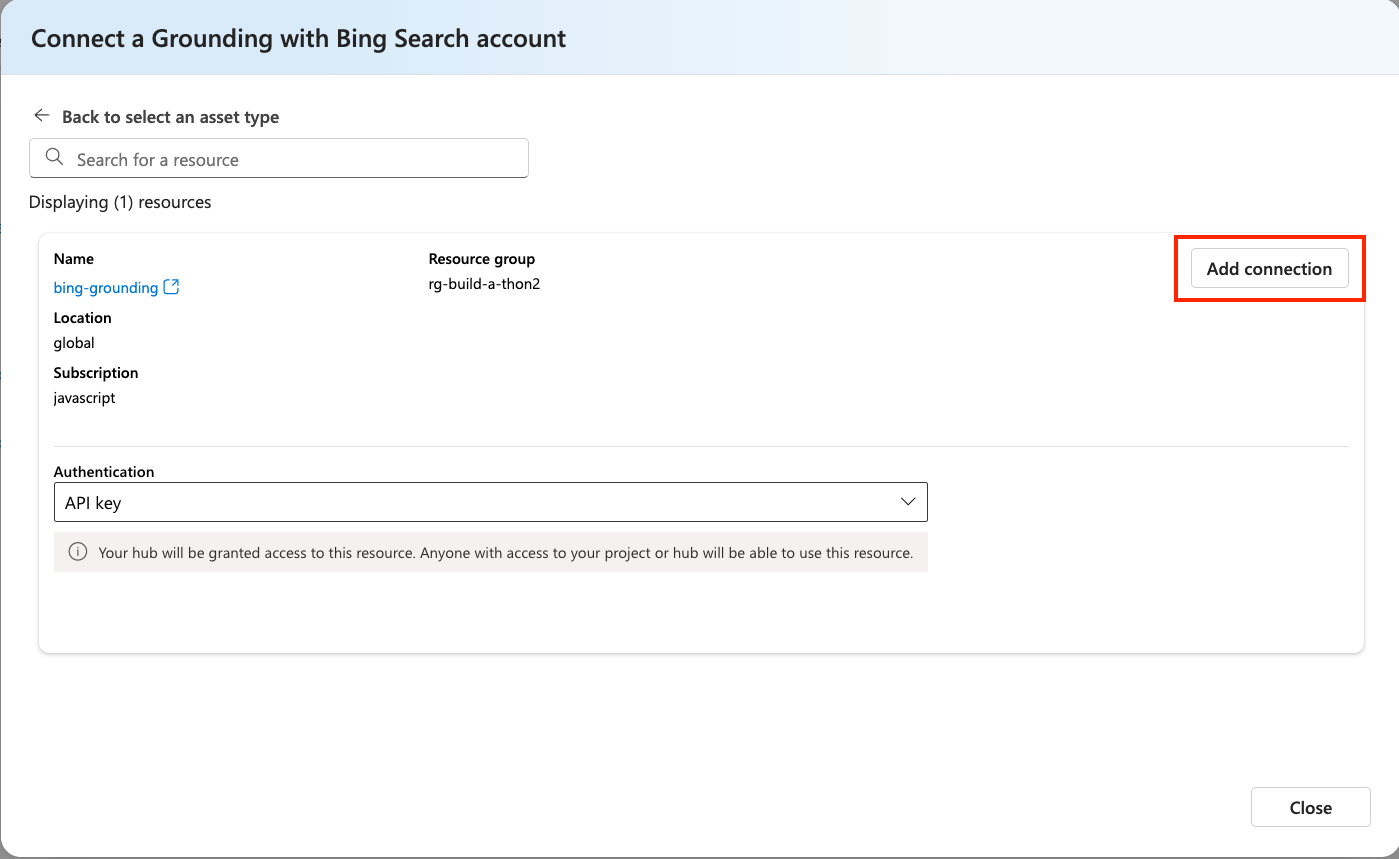 Connect a Grounding with Bing Search account
Back to select an asset type
Search for a resource
Displaying (1) resources
Name
bing-grounding
Resource group
rg-build-a-thon2
Add connection
Location
global
Subscription
javascript
Authentication
API key
Your hub will be granted access to this resource. Anyone with access to your project or hub will be able to use this resource.
Close